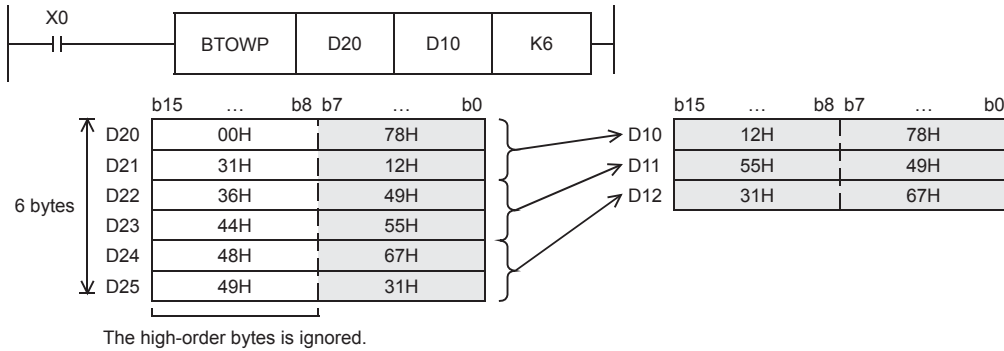 X0
BTOWP D20 D10 K6
b15 … b8 b7 … b0 b15 … b8 b7 … b0
D20 00H 78H D10 12H 78H
D21 31H 12H D11 55H 49H
D22 36H 49H D12 31H 67H
6 bytes
D23 44H 55H
D24 48H 67H
D25 49H 31H
The high-order bytes is ignored.